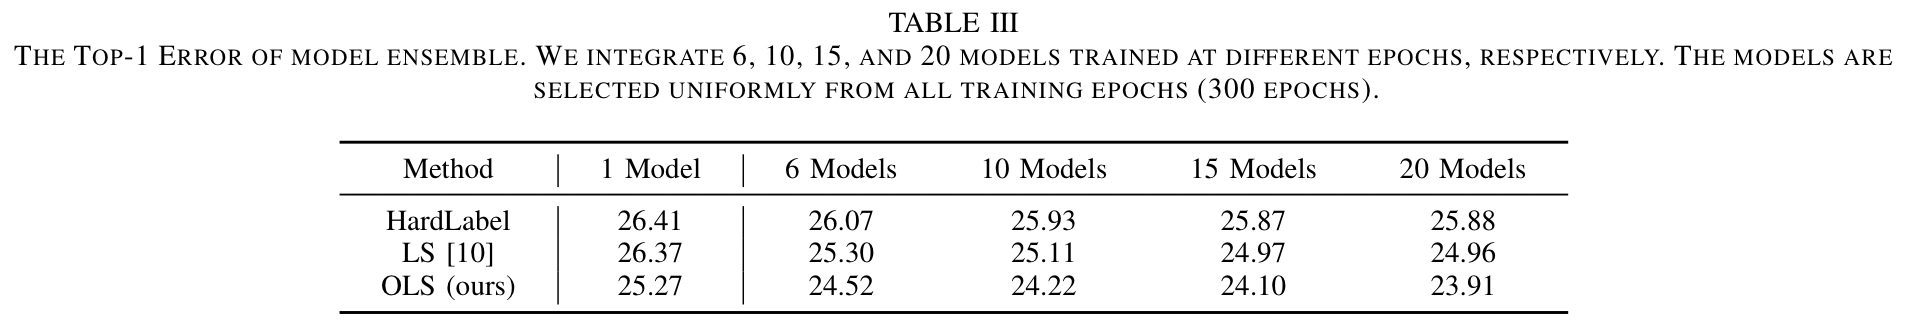 TABLE III
THE TOP-1 ERROR OF MODEL ENSEMBLE. WE INTEGRATE 6, 10, 15, AND 20 MODELS TRAINED AT DIFFERENT EPOCHS, RESPECTIVELY. THE MODELS ARE
SELECTED UNIFORMLY FROM ALL TRAINING EPOCHS (300 EPOCHS).
Method 1 Model 6 Models 10 Models 15 Models 20 Models
HardLabel 26.41 26.07 25.93 25.87 25.88
LS [10] 26.37 25.30 25.11 24.97 24.96
OLS (ours) 25.27 24.52 24.22 24.10 23.91